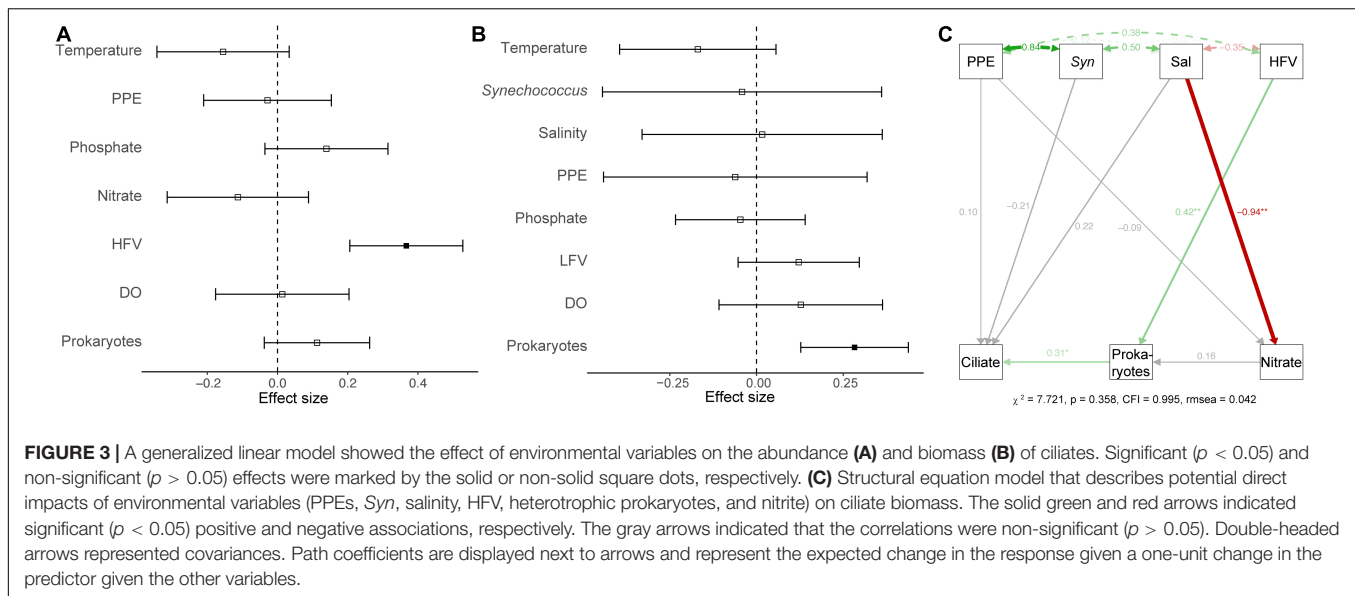 A
Temperature
PPE
Phosphate
Nitrate
HFV
DO
Prokaryotes
−0.2
0.0
0.2
0.4
Effect size
B
Temperature
Synechococcus
Salinity
PPE
Phosphate
LFV
DO
Prokaryotes
−0.25
0.00
0.25
Effect size
C
0.38
0.84
0.50
−0.35
PPE
Syn
Sal
HFV
0.10
−0.21
0.22
−0.09
0.42**
−0.94**
Ciliate
0.31*
Proka-
ryotes
0.16
Nitrate
χ² = 7.721, p = 0.358, CFI = 0.995, rmsea = 0.042
FIGURE 3 | A generalized linear model showed the effect of environmental variables on the abundance (A) and biomass (B) of ciliates. Significant (p < 0.05) and
non-significant (p > 0.05) effects were marked by the solid or non-solid square dots, respectively. (C) Structural equation model that describes potential direct
impacts of environmental variables (PPEs, Syn, salinity, HFV, heterotrophic prokaryotes, and nitrite) on ciliate biomass. The solid green and red arrows indicated
significant (p < 0.05) positive and negative associations, respectively. The gray arrows indicated that the correlations were non-significant (p > 0.05). Double-headed
arrows represented covariances. Path coefficients are displayed next to arrows and represent the expected change in the response given a one-unit change in the
predictor given the other variables.